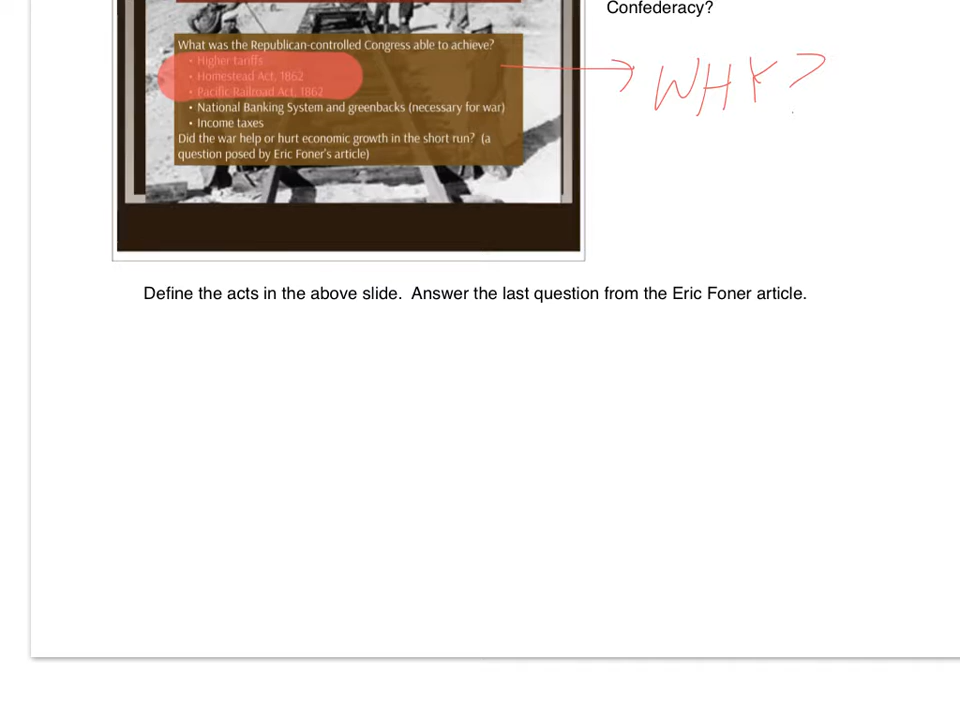 Confederacy?
What was the Republican-controlled Congress able to achieve?
• Higher tariffs
• Homestead Act, 1862
• Pacific Railroad Act, 1862
WHY?
• National Banking System and greenbacks (necessary for war)
• Income taxes
Did the war help or hurt economic growth in the short run? (a
question posed by Eric Foner's article)
Define the acts in the above slide. Answer the last question from the Eric Foner article.